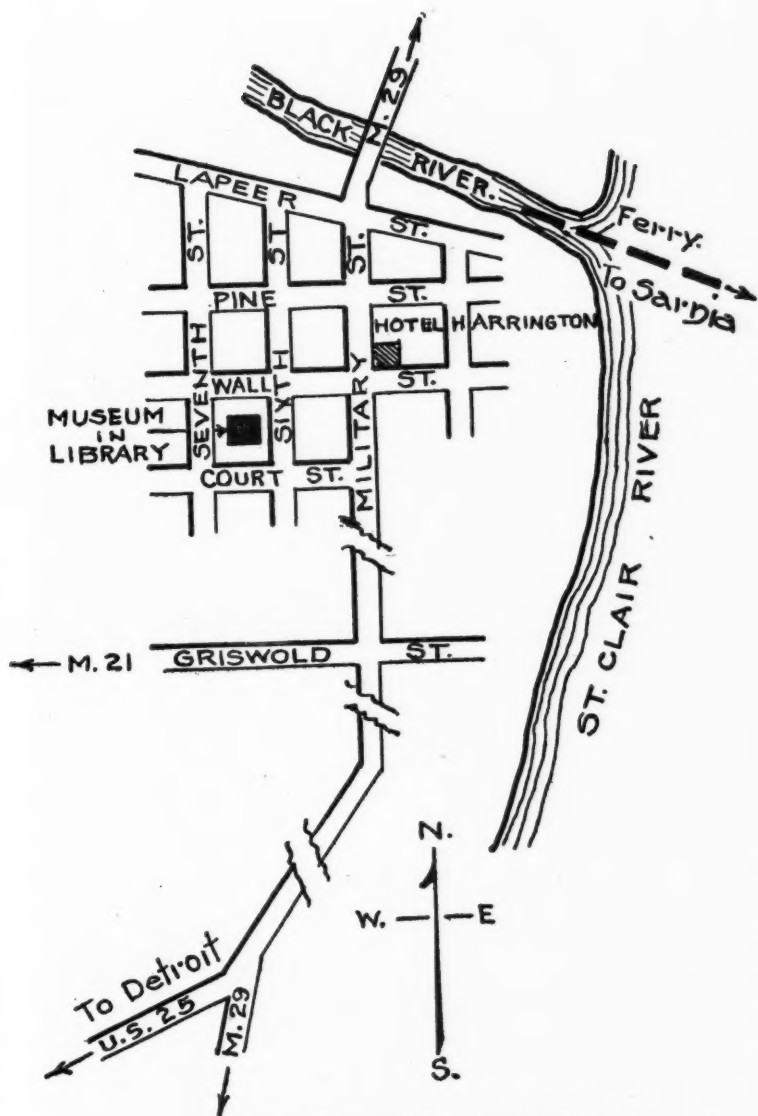 M. 29
BLACK RIVER.
LAPEER ST.
Ferry.
To Sarnia
ST.
ST
ST.
PINE ST.
HOTEL HARRINGTON
WALL ST.
SEVENTH
SIXTH
MILITARY
MUSEUM
IN
LIBRARY
COURT ST.
ST. CLAIR RIVER
M. 21
GRISWOLD ST.
N.
W. E
S.
To Detroit
U.S. 25
M. 29